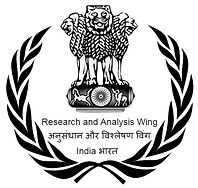 Research and Analysis Wing
अनुसंधान और विश्लेषण विंग
India भारत